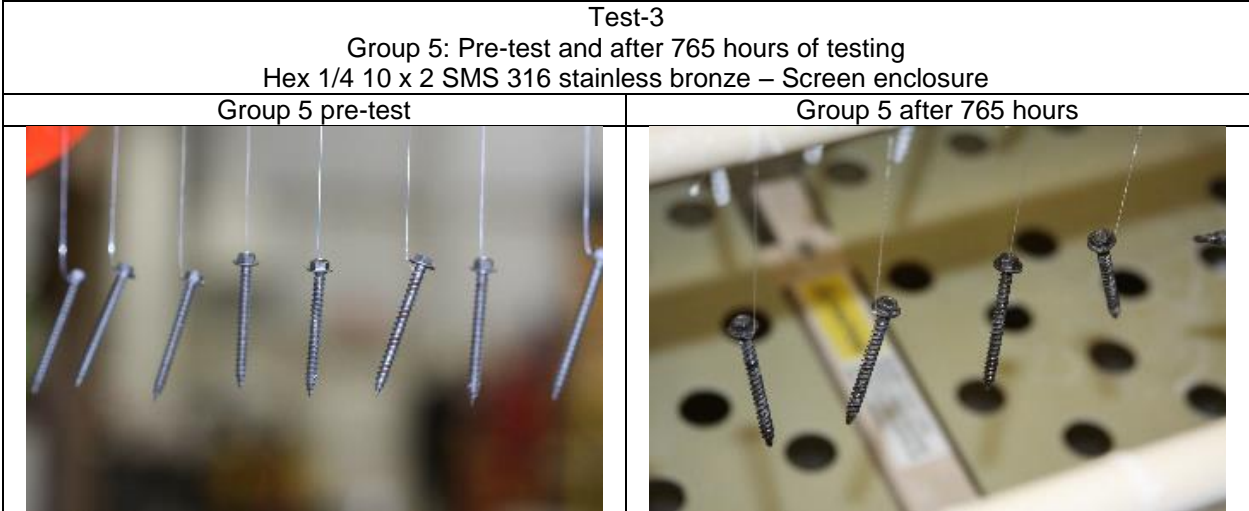 Test-3
Group 5: Pre-test and after 765 hours of testing
Hex 1/4 10 x 2 SMS 316 stainless bronze – Screen enclosure
Group 5 pre-test
Group 5 after 765 hours